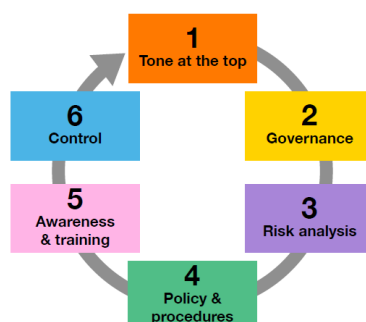 1
Tone at the top
2
Governance
3
Risk analysis
4
Policy &
procedures
5
Awareness
& training
6
Control